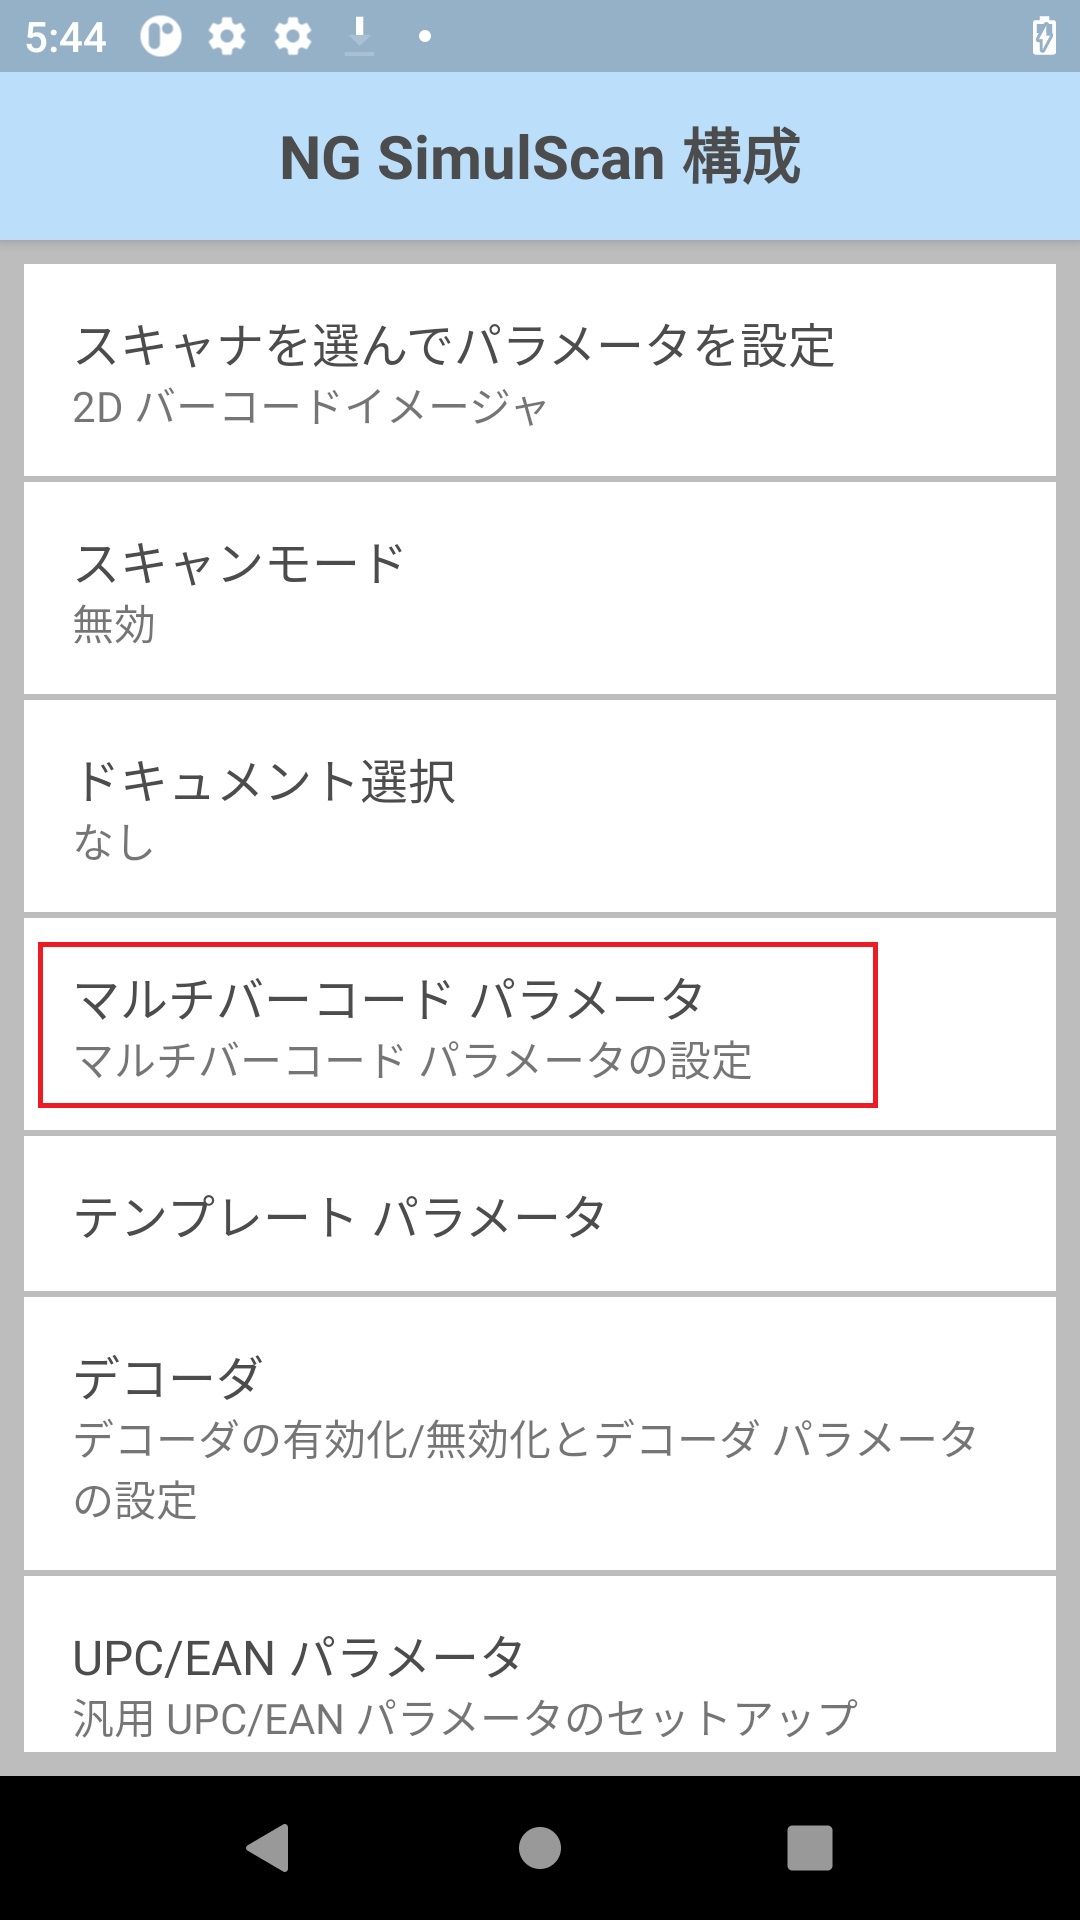 5:44
NG SimulScan 構成
スキャナを選んでパラメータを設定
2D バーコードイメージャ
スキャンモード
無効
ドキュメント選択
なし
マルチバーコード パラメータ
マルチバーコード パラメータの設定
テンプレート パラメータ
デコーダ
デコーダの有効化/無効化とデコーダ パラメータ
の設定
UPC/EAN パラメータ
汎用 UPC/EAN パラメータのセットアップ